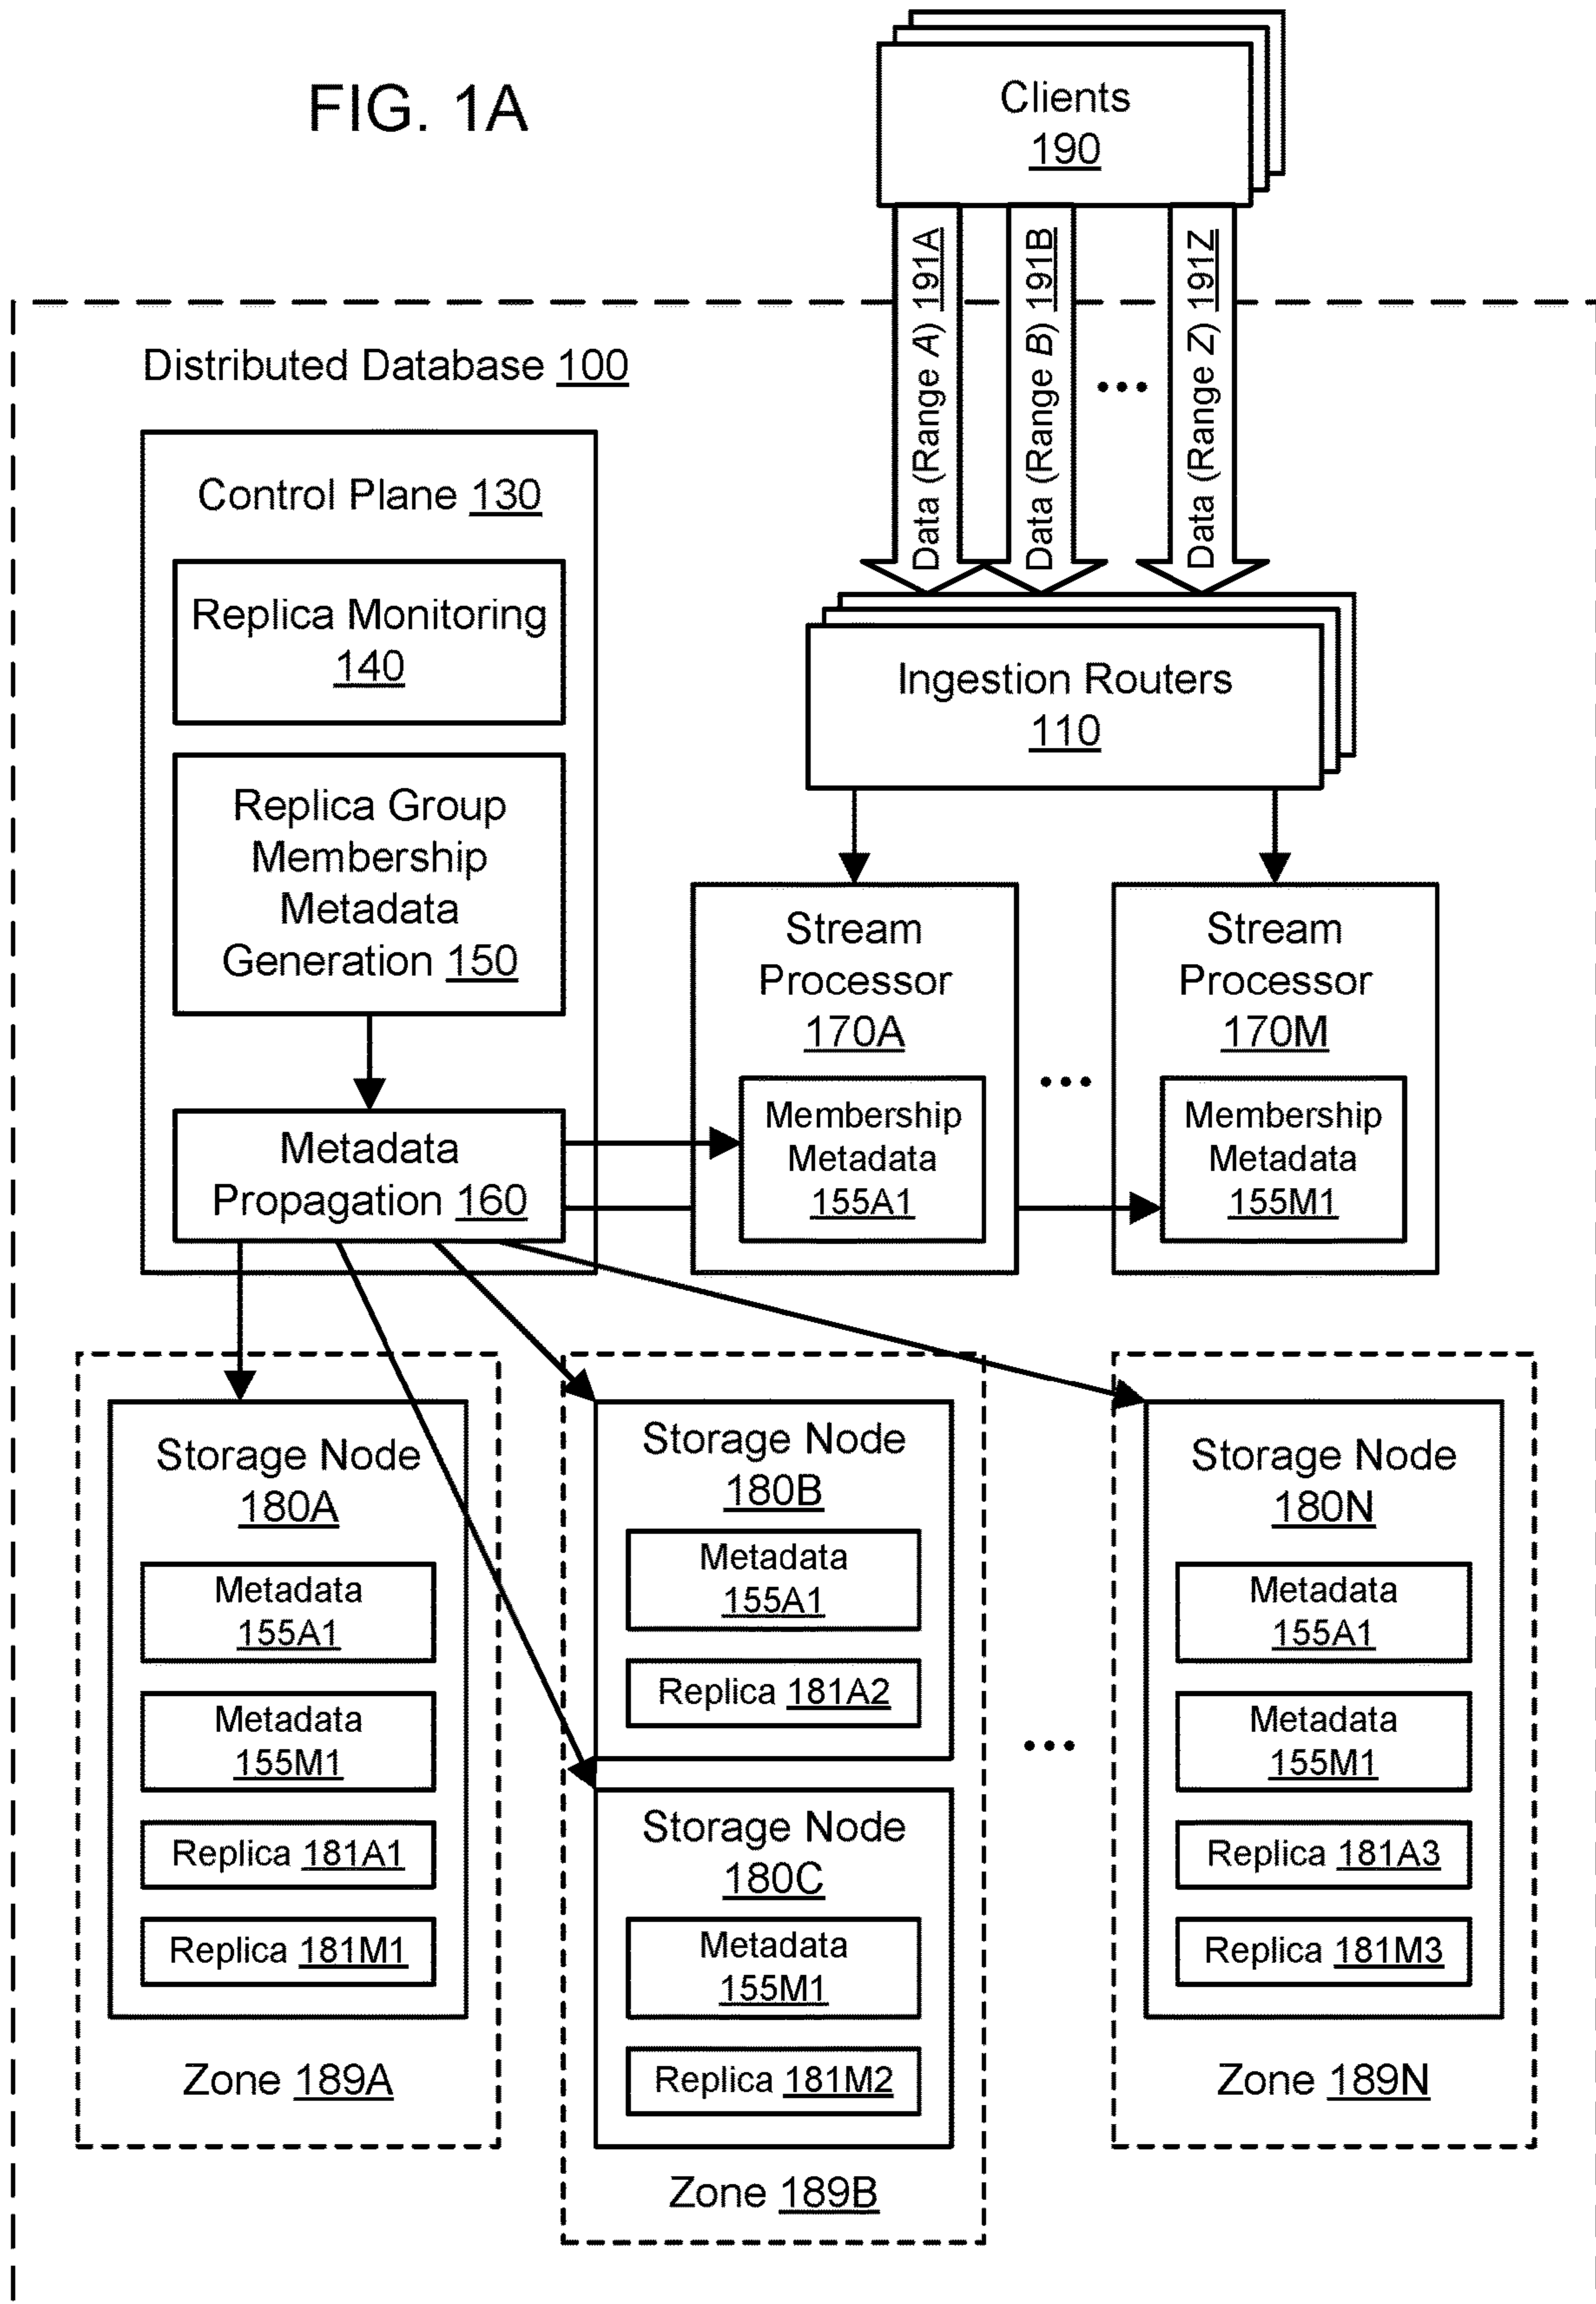 FIG. 1A
Clients
190
Data (Range A) 191A
Data (Range B) 191B
...
Data (Range Z) 191Z
Distributed Database 100
Control Plane 130
Replica Monitoring
140
Replica Group
Membership
Metadata
Generation 150
Metadata
Propagation 160
Ingestion Routers
110
Stream
Processor
170A
Membership
Metadata
155A1
...
Stream
Processor
170M
Membership
Metadata
155M1
Storage Node
180A
Metadata
155A1
Metadata
155M1
Replica 181A1
Replica 181M1
Zone 189A
Storage Node
180B
Metadata
155A1
Replica 181A2
Storage Node
180C
Metadata
155M1
Replica 181M2
Zone 189B
...
Storage Node
180N
Metadata
155A1
Metadata
155M1
Replica 181A3
Replica 181M3
Zone 189N